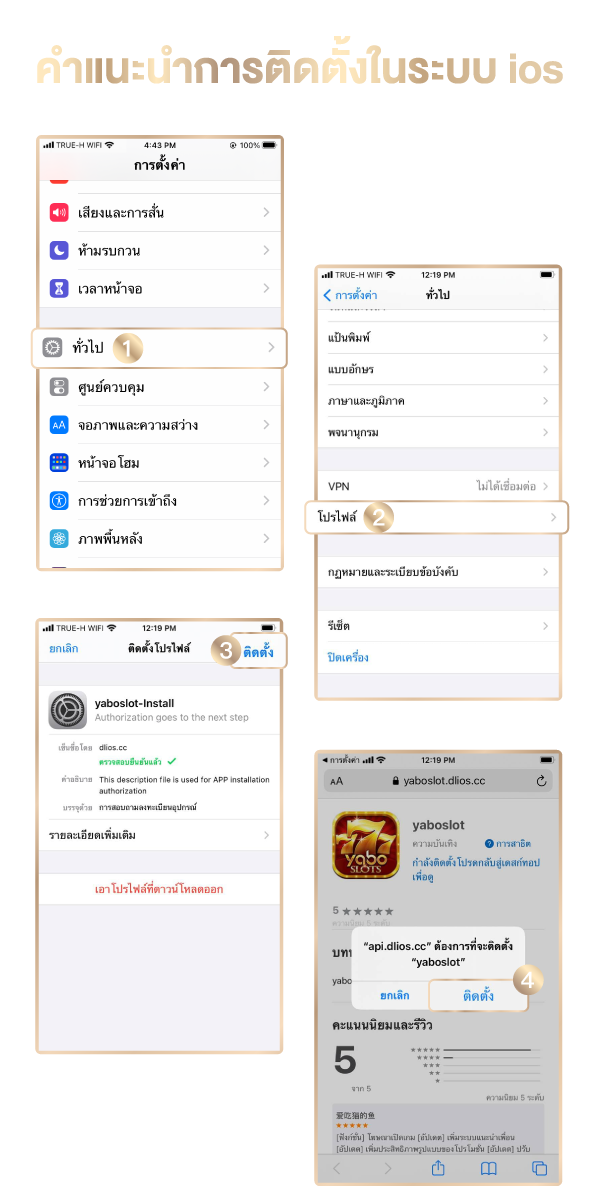 คำแนะนำการติดตั้งในระบบ ios
TRUE-H WIFI 4:43 PM 100%
การตั้งค่า
เสียงและการสั่น
ห้ามรบกวน
เวลาหน้าจอ
ทั่วไป 1
ศูนย์ควบคุม
AA จอภาพและความสว่าง
หน้าจอโฮม
การช่วยการเข้าถึง
ภาพพื้นหลัง
TRUE-H WIFI 12:19 PM
การตั้งค่า ทั่วไป
แป้นพิมพ์
แบบอักษร
ภาษาและภูมิภาค
พจนานุกรม
VPN ไม่ได้เชื่อมต่อ
โปรไฟล์ 2
กฎหมายและระเบียบข้อบังคับ
รีเซ็ต
ปิดเครื่อง
TRUE-H WIFI 12:19 PM
ยกเลิก ติดตั้งโปรไฟล์ 3 ติดตั้ง
yaboslot-Install
Authorization goes to the next step
เซ็นชื่อโดย dlios.cc
ตรวจสอบยืนยันแล้ว ✓
คำอธิบาย This description file is used for APP installation
authorization
บรรจุด้วย การสอบถามลงทะเบียนอุปกรณ์
รายละเอียดเพิ่มเติม
เอาโปรไฟล์ที่ดาวน์โหลดออก
การตั้งค่า 12:19 PM
AA yaboslot.dlios.cc
777
yabo
SLOTS
yaboslot
ความบันเทิง ? การสาธิต
กำลังติดตั้ง โปรดกลับสู่เดสก์ทอป
เพื่อดู
5 ★★★★★
ความนิยม 5 ระดับ
"api.dlios.cc" ต้องการที่จะติดตั้ง
"yaboslot"
ยกเลิก ติดตั้ง 4
บท
yabo
คะแนนนิยมและรีวิว
5
จาก 5
★★★★★
★★★★
★★★
★★
★
ความนิยม 5 ระดับ
爱吃猫的鱼
★★★★★
[ฟังก์ชัน] โฆษณาเปิดเกม [อัปเดต] เพิ่มระบบแนะนำเพื่อน
[อัปเดต] เพิ่มประสิทธิภาพรูปแบบของโปรโมชั่น [อัปเดต] ปรับ